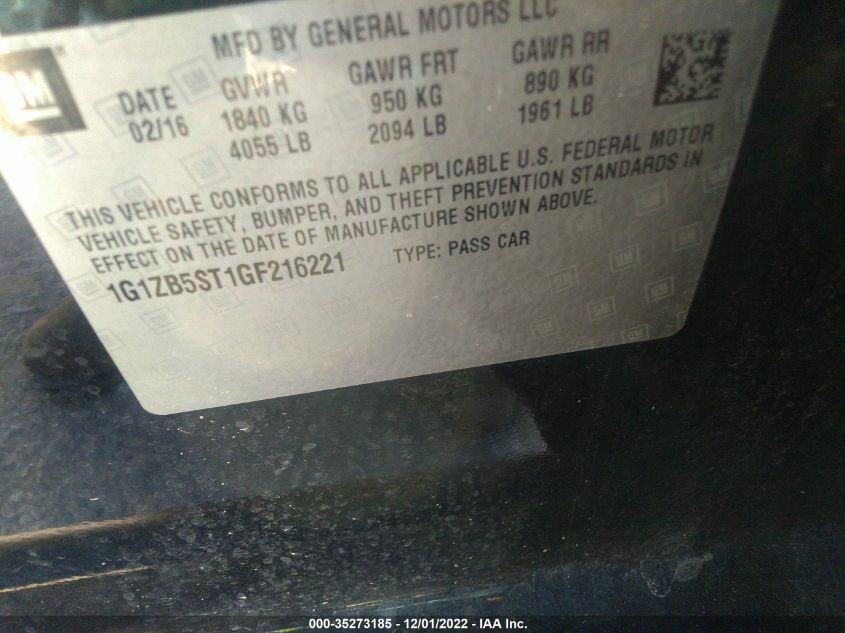 MFD BY GENERAL MOTORS LLC
GM
DATE GVWR GAWR FRT GAWR RR
02/16 1840 KG 950 KG 890 KG
4055 LB 2094 LB 1961 LB
THIS VEHICLE CONFORMS TO ALL APPLICABLE U.S. FEDERAL MOTOR
VEHICLE SAFETY, BUMPER, AND THEFT PREVENTION STANDARDS IN
EFFECT ON THE DATE OF MANUFACTURE SHOWN ABOVE.
1G1ZB5ST1GF216221 TYPE: PASS CAR
000-35273185 - 12/01/2022 - IAA Inc.